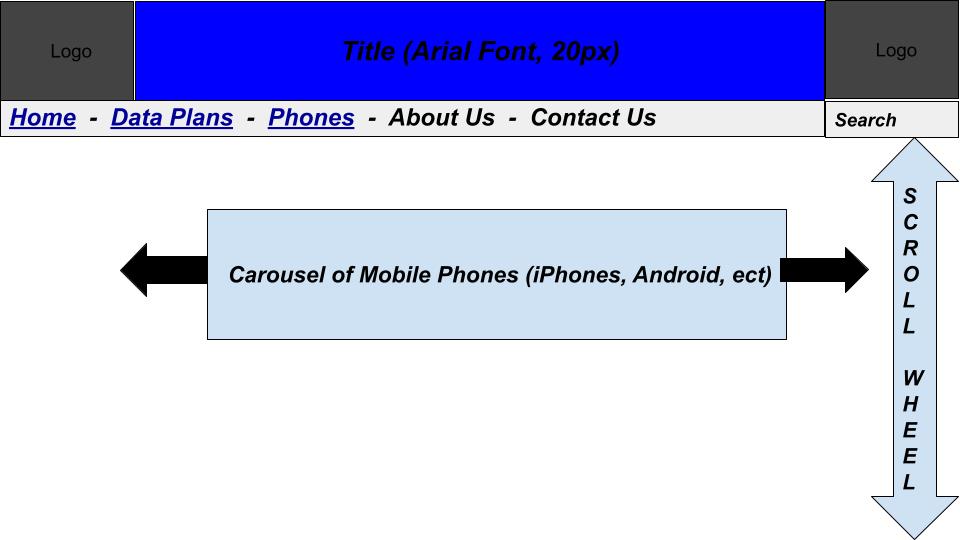 Logo
Title (Arial Font, 20px)
Logo
Home - Data Plans - Phones - About Us - Contact Us
Search
Carousel of Mobile Phones (iPhones, Android, ect)
S
C
R
O
L
L
W
H
E
E
L